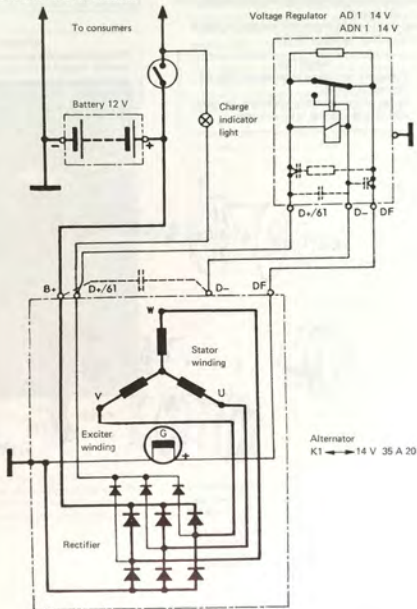 To consumers
Voltage Regulator AD 1 14 V
ADN 1 14 V
Battery 12 V
- +
Charge
indicator
light
D+/61 D- DF
B+ D+/61 D- DF
W
Stator
winding
V U
Exciter
winding
G
+
Alternator
K1 ◄─► 14 V 35 A 20
Rectifier